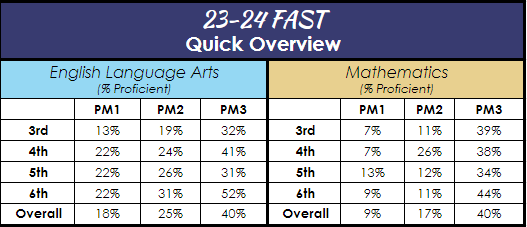 23-24 FAST
Quick Overview
English Language Arts Mathematics
(% Proficient) (% Proficient)
PM1 PM2 PM3 PM1 PM2 PM3
3rd 13% 19% 32% 3rd 7% 11% 39%
4th 22% 24% 41% 4th 7% 26% 38%
5th 22% 26% 31% 5th 13% 12% 34%
6th 22% 31% 52% 6th 9% 11% 44%
Overall 18% 25% 40% Overall 9% 17% 40%